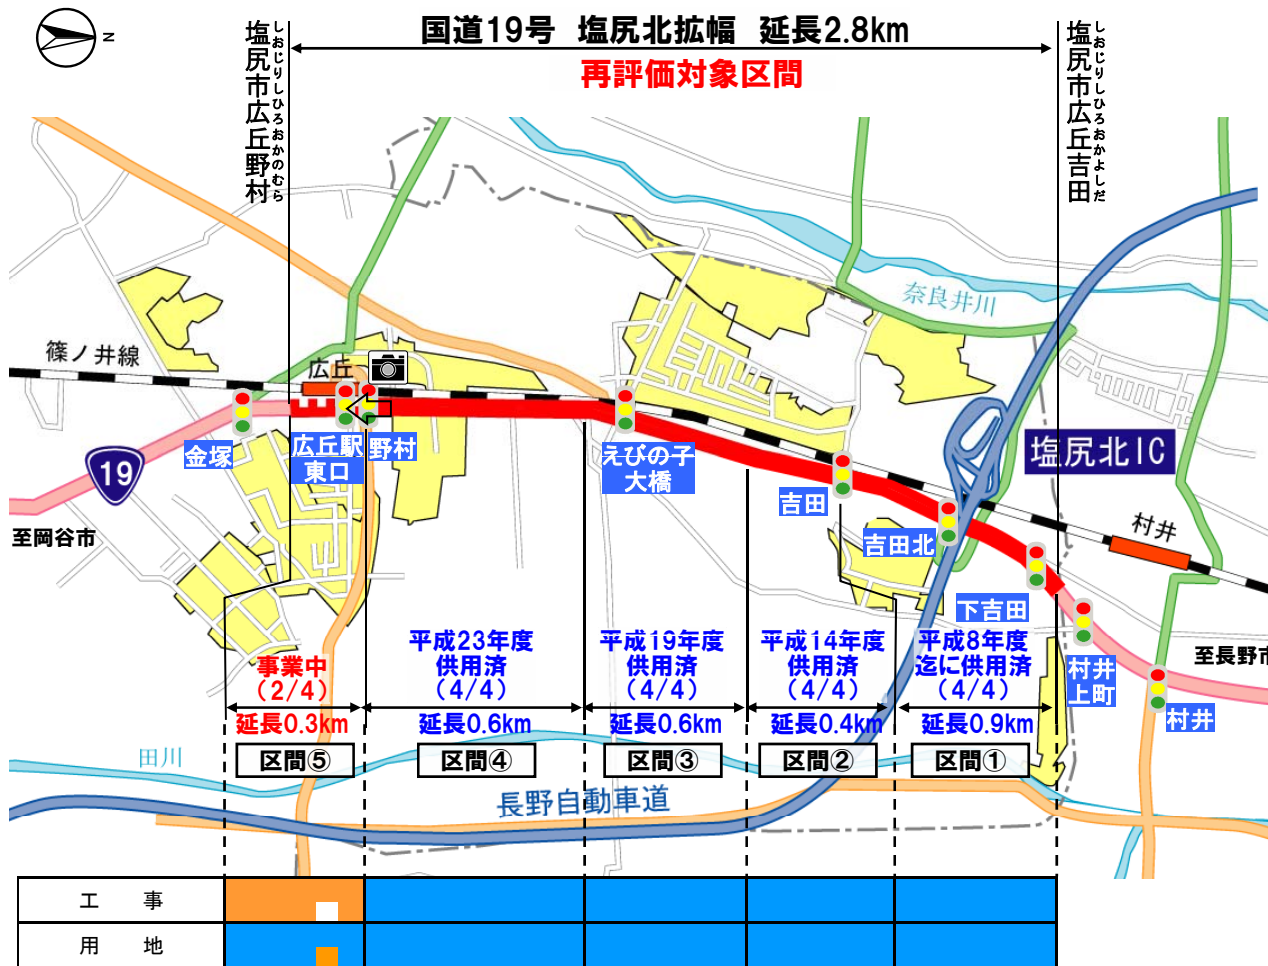 国道19号 塩尻北拡幅 延長2.8km
再評価対象区間
N
塩尻市広丘野村
しおじりしひろおかのむら
塩尻市広丘吉田
しおじりしひろおかよしだ
奈良井川
篠ノ井線
広丘
金塚
広丘駅
東口
野村
えびの子
大橋
吉田
吉田北
塩尻北IC
村井
下吉田
村井
上町
村井
19
至岡谷市
至長野市
事業中
(2/4)
延長0.3km
区間⑤
平成23年度
供用済
(4/4)
延長0.6km
区間④
平成19年度
供用済
(4/4)
延長0.6km
区間③
平成14年度
供用済
(4/4)
延長0.4km
区間②
平成8年度
迄に供用済
(4/4)
延長0.9km
区間①
田川
長野自動車道
工 事
用 地